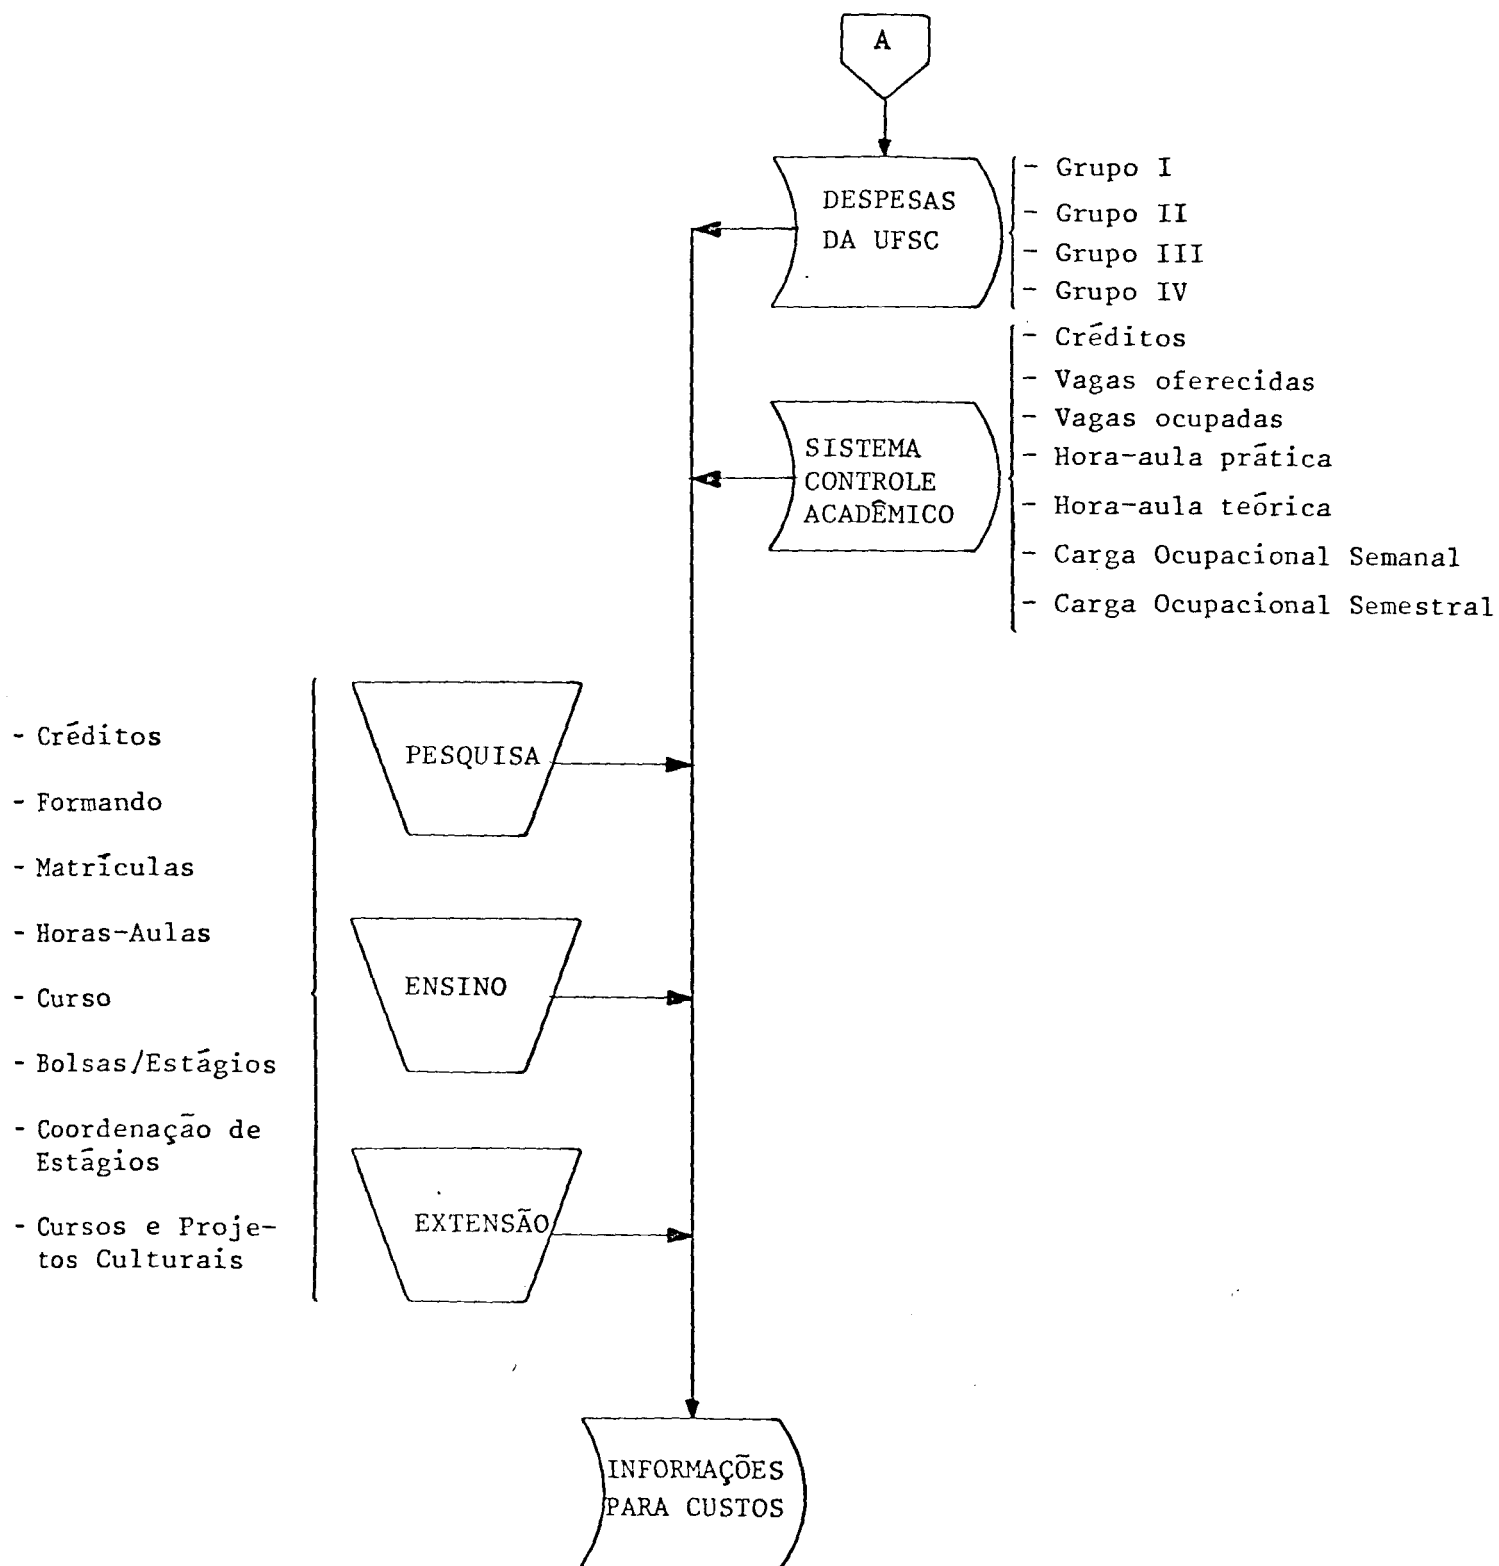 A
DESPESAS
DA UFSC
- Grupo I
- Grupo II
- Grupo III
- Grupo IV
SISTEMA
CONTROLE
ACADÊMICO
- Créditos
- Vagas oferecidas
- Vagas ocupadas
- Hora-aula prática
- Hora-aula teórica
- Carga Ocupacional Semanal
- Carga Ocupacional Semestral
- Créditos
- Formando
- Matrículas
- Horas-Aulas
- Curso
- Bolsas/Estágios
- Coordenação de
Estágios
- Cursos e Proje-
tos Culturais
PESQUISA
ENSINO
EXTENSÃO
INFORMAÇÕES
PARA CUSTOS